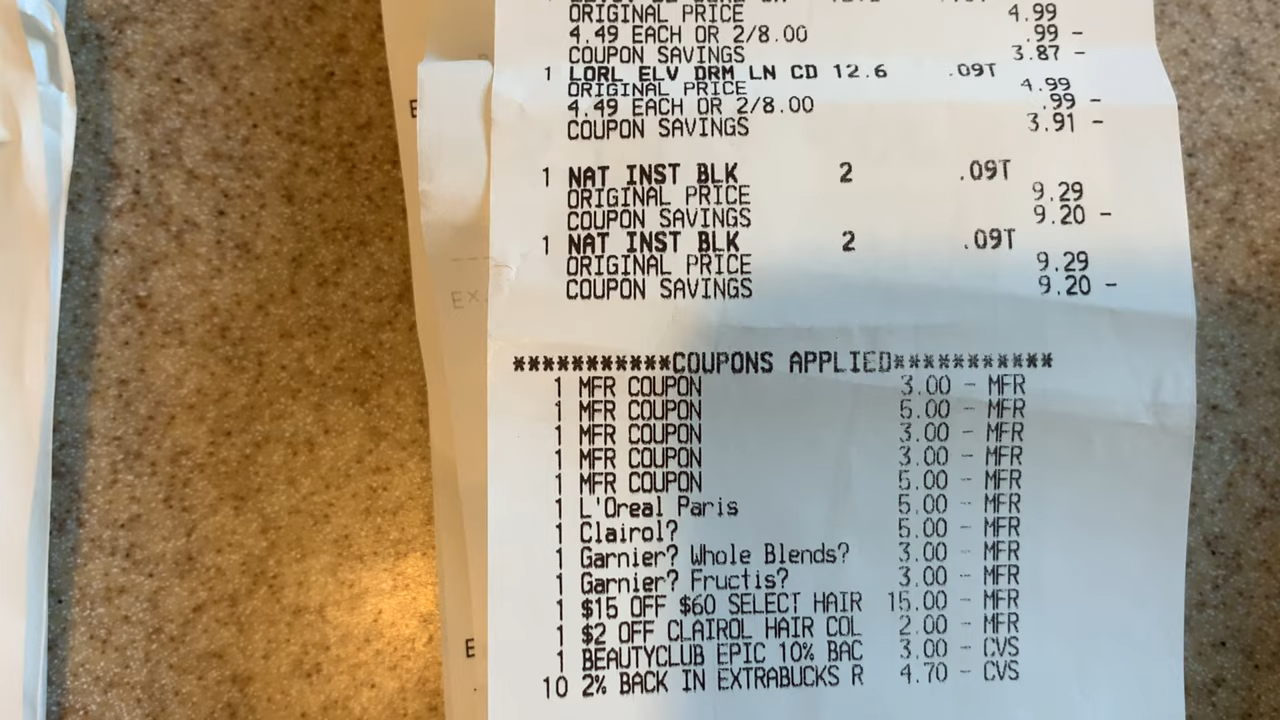 ORIGINAL PRICE 4.99
4.49 EACH OR 2/8.00 .99 -
COUPON SAVINGS 3.87 -
1 LORL ELV DRM LN CD 12.6 .09T
ORIGINAL PRICE 4.99
4.49 EACH OR 2/8.00 .99 -
COUPON SAVINGS 3.91 -
1 NAT INST BLK 2 .09T
ORIGINAL PRICE 9.29
COUPON SAVINGS 9.20 -
1 NAT INST BLK 2 .09T
ORIGINAL PRICE 9.29
COUPON SAVINGS 9.20 -
***********COUPONS APPLIED***********
1 MFR COUPON 3.00 - MFR
1 MFR COUPON 5.00 - MFR
1 MFR COUPON 3.00 - MFR
1 MFR COUPON 3.00 - MFR
1 MFR COUPON 5.00 - MFR
1 L'Oreal Paris 5.00 - MFR
1 Clairol? 5.00 - MFR
1 Garnier? Whole Blends? 3.00 - MFR
1 Garnier? Fructis? 3.00 - MFR
1 $15 OFF $60 SELECT HAIR 15.00 - MFR
1 $2 OFF CLAIROL HAIR COL 2.00 - MFR
1 BEAUTYCLUB EPIC 10% BAC 3.00 - CVS
10 2% BACK IN EXTRABUCKS R 4.70 - CVS
E